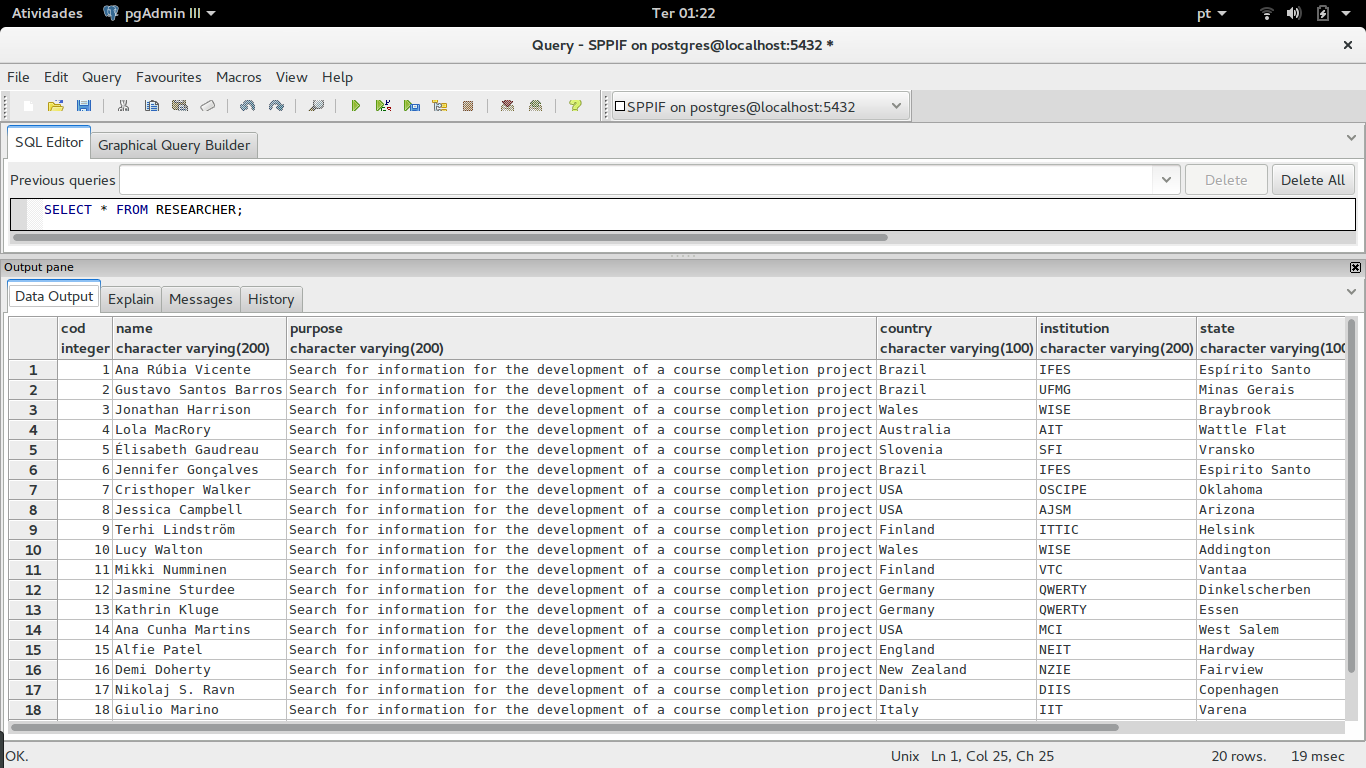 Atividades pgAdmin III Ter 01:22 pt
Query - SPPIF on postgres@localhost:5432 *
File Edit Query Favourites Macros View Help
SPPIF on postgres@localhost:5432
SQL Editor Graphical Query Builder
Previous queries Delete Delete All
SELECT * FROM RESEARCHER;
Output pane
Data Output Explain Messages History
cod name purpose country institution state
integer character varying(200) character varying(200) character varying(100) character varying(200) character varying(100
1 1 Ana Rúbia Vicente Search for information for the development of a course completion project Brazil IFES Espírito Santo
2 2 Gustavo Santos Barros Search for information for the development of a course completion project Brazil UFMG Minas Gerais
3 3 Jonathan Harrison Search for information for the development of a course completion project Wales WISE Braybrook
4 4 Lola MacRory Search for information for the development of a course completion project Australia AIT Wattle Flat
5 5 Élisabeth Gaudreau Search for information for the development of a course completion project Slovenia SFI Vransko
6 6 Jennifer Gonçalves Search for information for the development of a course completion project Brazil IFES Espirito Santo
7 7 Cristhoper Walker Search for information for the development of a course completion project USA OSCIPE Oklahoma
8 8 Jessica Campbell Search for information for the development of a course completion project USA AJSM Arizona
9 9 Terhi Lindström Search for information for the development of a course completion project Finland ITTIC Helsink
10 10 Lucy Walton Search for information for the development of a course completion project Wales WISE Addington
11 11 Mikki Numminen Search for information for the development of a course completion project Finland VTC Vantaa
12 12 Jasmine Sturdee Search for information for the development of a course completion project Germany QWERTY Dinkelscherben
13 13 Kathrin Kluge Search for information for the development of a course completion project Germany QWERTY Essen
14 14 Ana Cunha Martins Search for information for the development of a course completion project USA MCI West Salem
15 15 Alfie Patel Search for information for the development of a course completion project England NEIT Hardway
16 16 Demi Doherty Search for information for the development of a course completion project New Zealand NZIE Fairview
17 17 Nikolaj S. Ravn Search for information for the development of a course completion project Danish DIIS Copenhagen
18 18 Giulio Marino Search for information for the development of a course completion project Italy IIT Varena
OK. Unix Ln 1, Col 25, Ch 25 20 rows. 19 msec